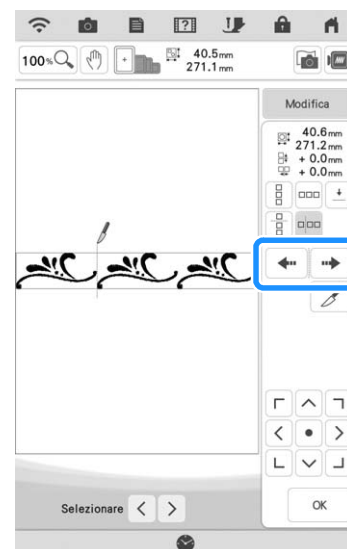 100%
40.5mm
271.1mm
Modifica
40.6mm
271.2mm
+ 0.0mm
+ 0.0mm
Selezionare
OK